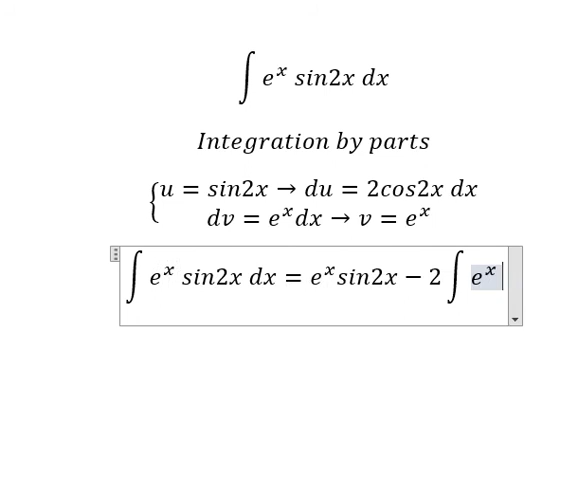 ∫ eˣ sin2x dx
Integration by parts
{u = sin2x → du = 2cos2x dx
dv = eˣdx → v = eˣ
∫ eˣ sin2x dx = eˣsin2x − 2 ∫ eˣ